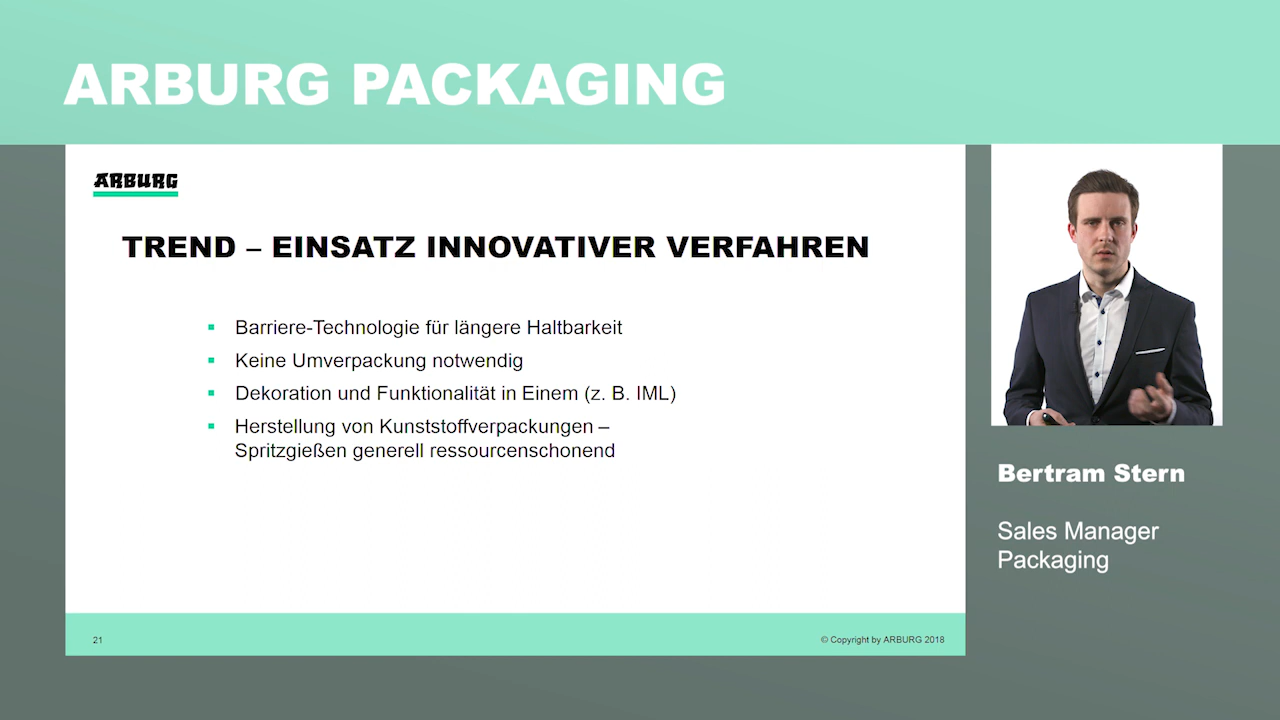 ARBURG PACKAGING
ARBURG
TREND – EINSATZ INNOVATIVER VERFAHREN
Barriere-Technologie für längere Haltbarkeit
Keine Umverpackung notwendig
Dekoration und Funktionalität in Einem (z. B. IML)
Herstellung von Kunststoffverpackungen –
Spritzgießen generell ressourcenschonend
21
© Copyright by ARBURG 2018
Bertram Stern
Sales Manager
Packaging